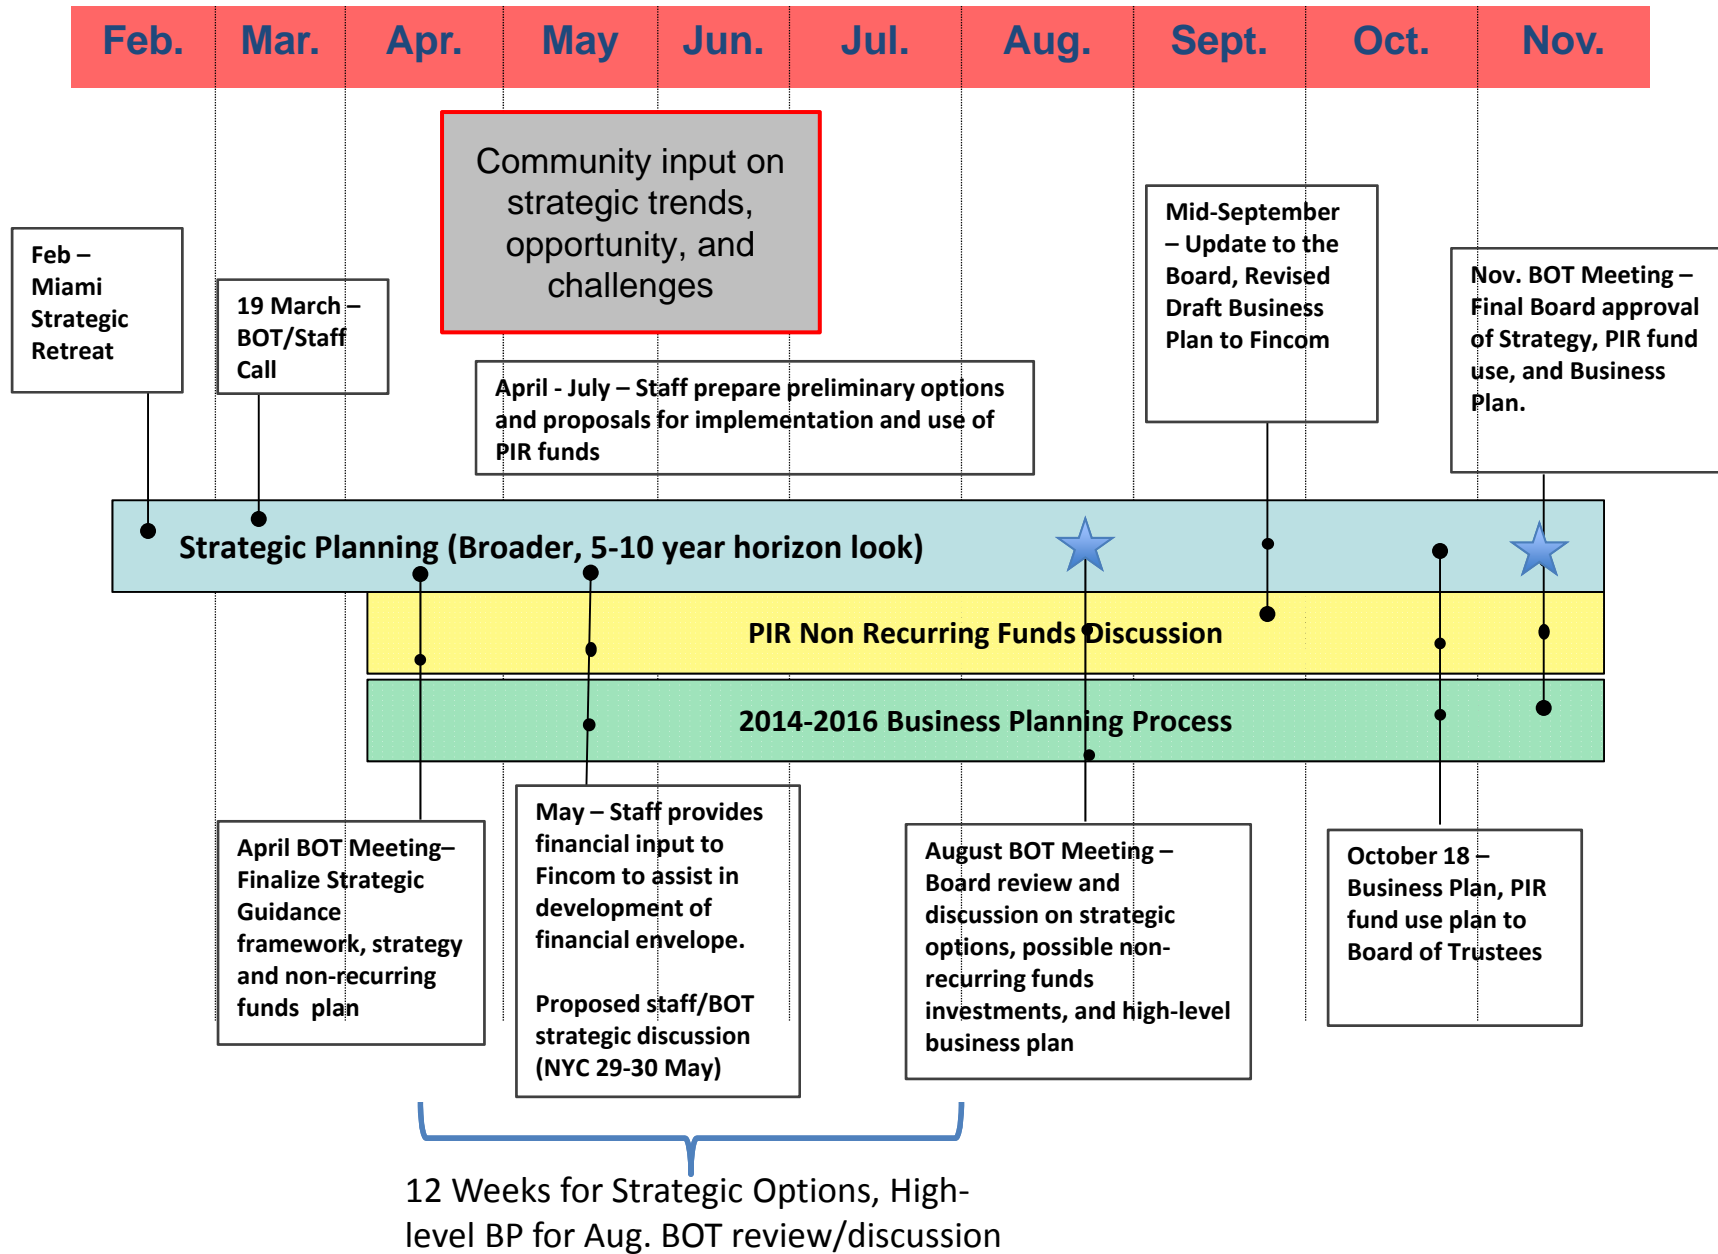 Feb. Mar. Apr. May Jun. Jul. Aug. Sept. Oct. Nov.
Community input on
strategic trends,
opportunity, and
challenges
Feb –
Miami
Strategic
Retreat
19 March –
BOT/Staff
Call
April - July – Staff prepare preliminary options
and proposals for implementation and use of
PIR funds
Mid-September
– Update to the
Board, Revised
Draft Business
Plan to Fincom
Nov. BOT Meeting –
Final Board approval
of Strategy, PIR fund
use, and Business
Plan.
Strategic Planning (Broader, 5-10 year horizon look)
PIR Non Recurring Funds Discussion
2014-2016 Business Planning Process
April BOT Meeting–
Finalize Strategic
Guidance
framework, strategy
and non-recurring
funds plan
May – Staff provides
financial input to
Fincom to assist in
development of
financial envelope.
Proposed staff/BOT
strategic discussion
(NYC 29-30 May)
August BOT Meeting –
Board review and
discussion on strategic
options, possible non-
recurring funds
investments, and high-level
business plan
October 18 –
Business Plan, PIR
fund use plan to
Board of Trustees
12 Weeks for Strategic Options, High-
level BP for Aug. BOT review/discussion